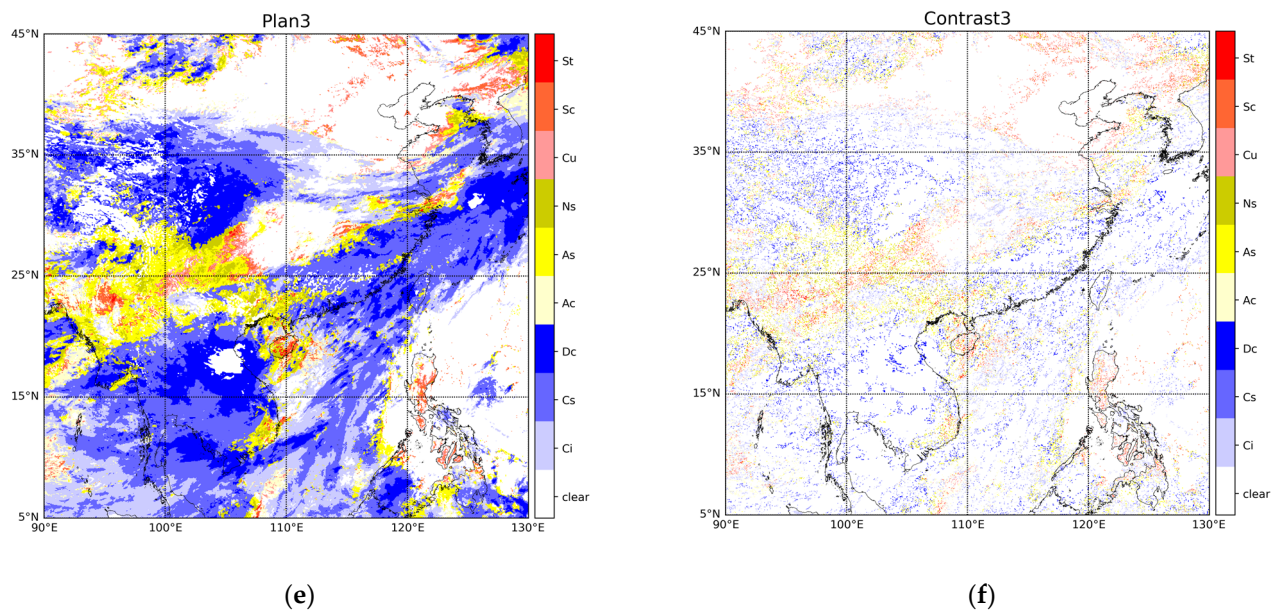 Plan3
45°N
35°N
25°N
15°N
5°N
90°E
100°E
110°E
120°E
130°E
St
Sc
Cu
Ns
As
Ac
Dc
Cs
Ci
clear
(e)
Contrast3
45°N
35°N
25°N
15°N
5°N
90°E
100°E
110°E
120°E
130°E
St
Sc
Cu
Ns
As
Ac
Dc
Cs
Ci
clear
(f)